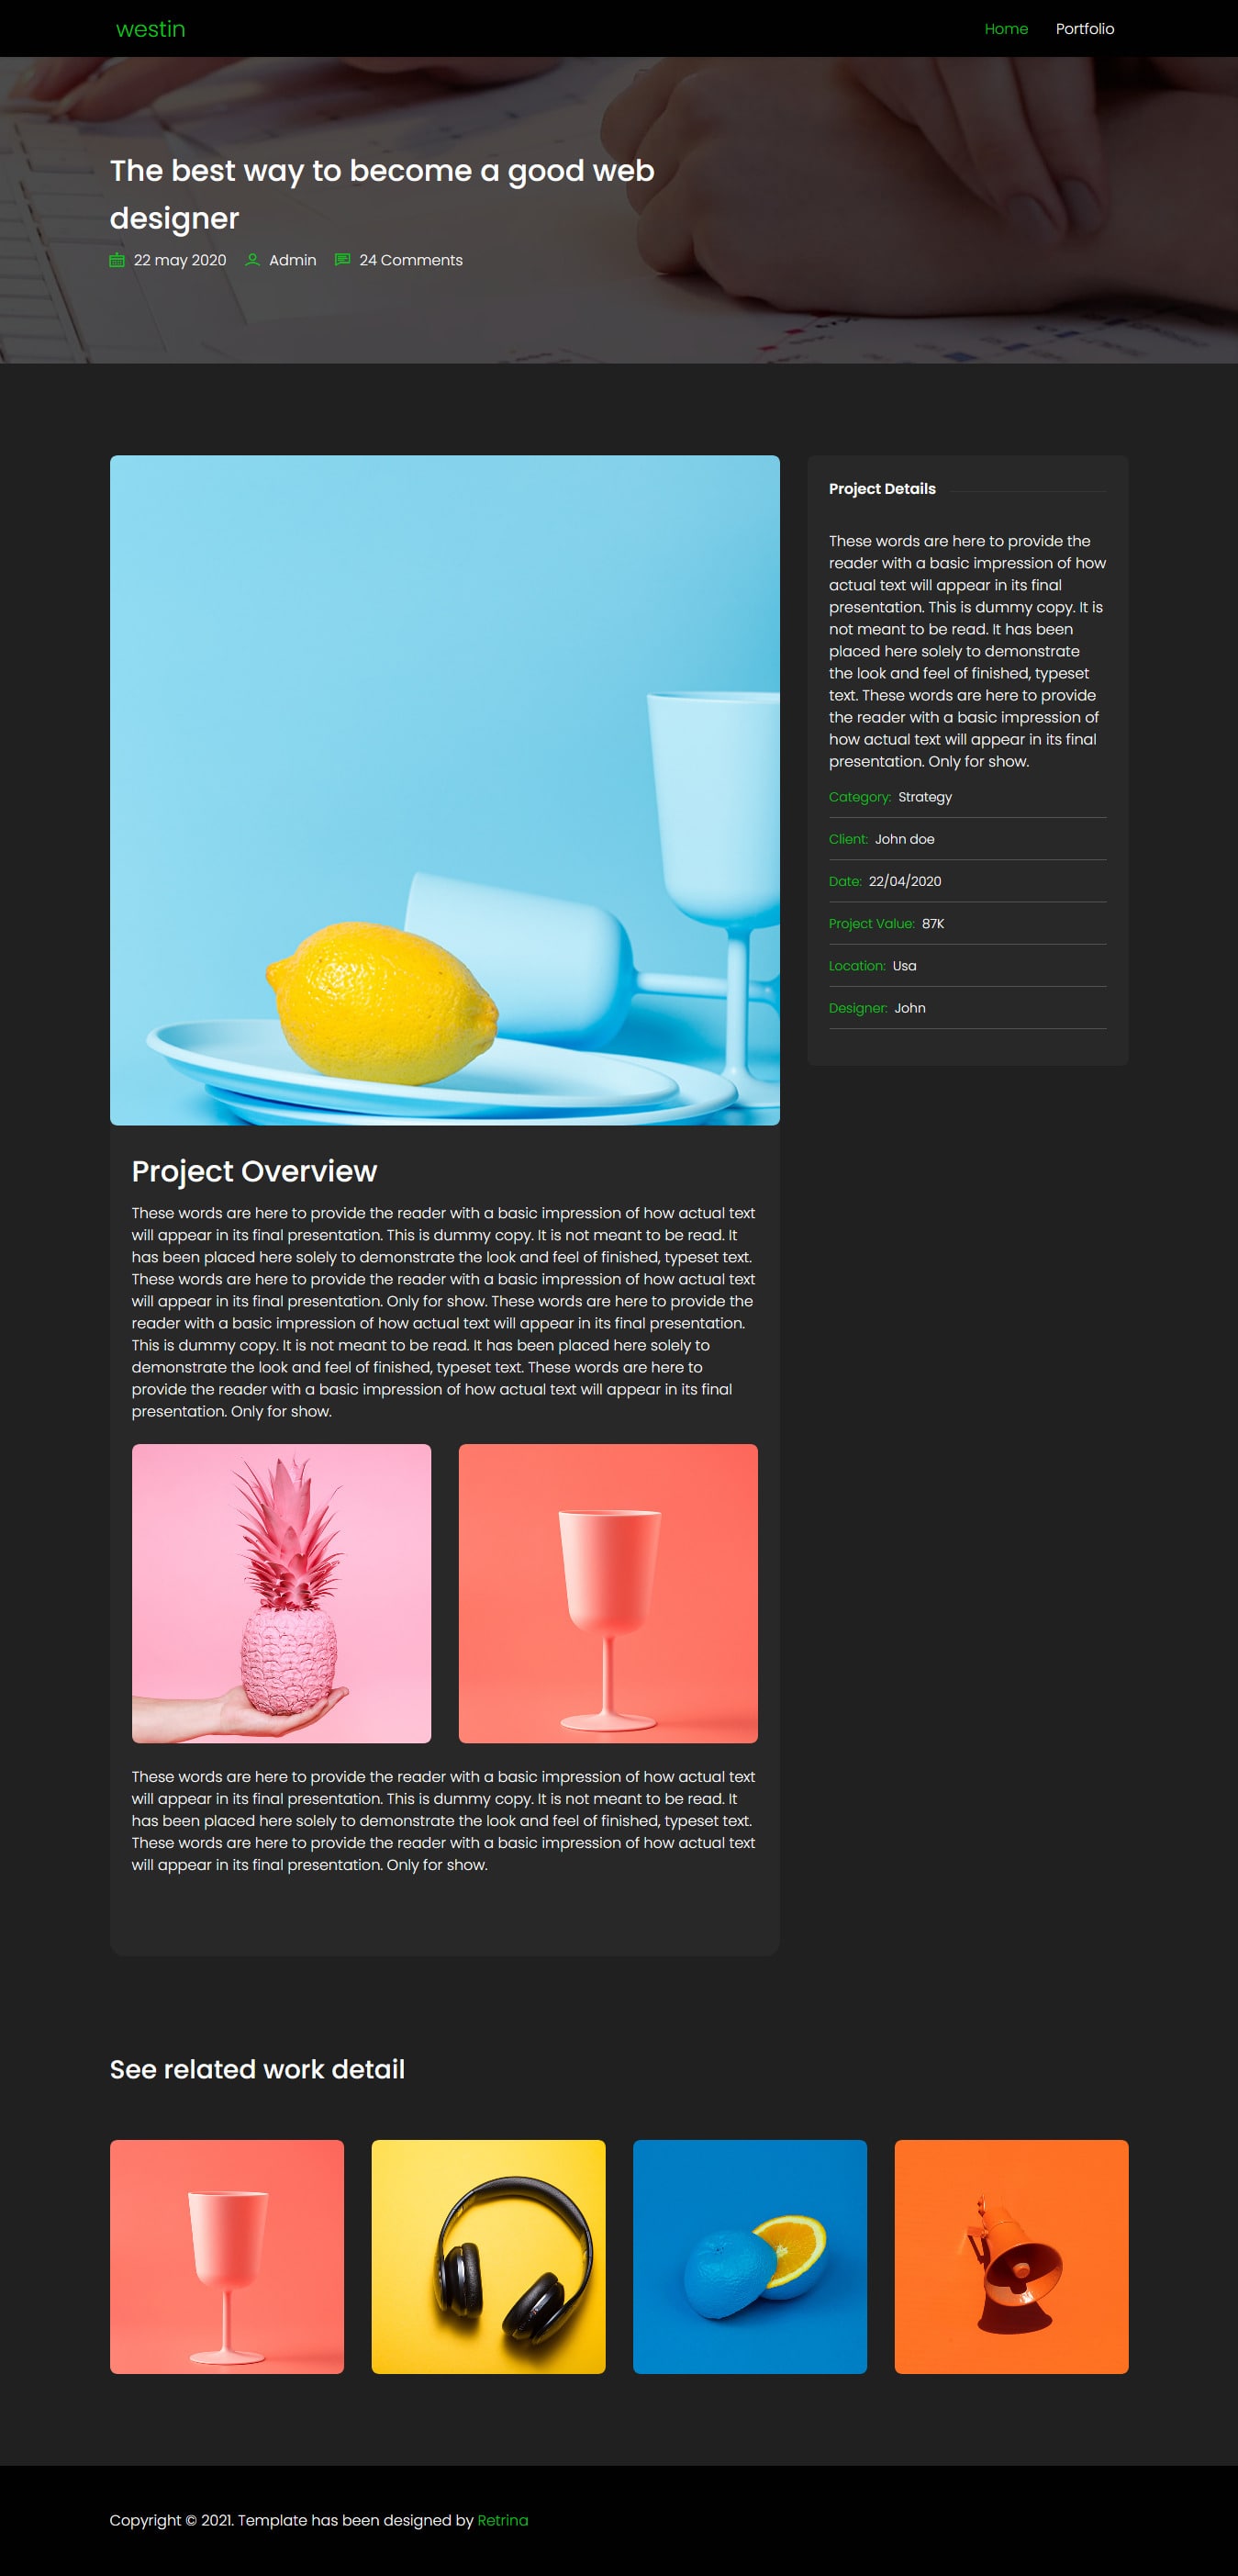 westin
Home Portfolio
The best way to become a good web
designer
22 may 2020 Admin 24 Comments
Project Details
These words are here to provide the
reader with a basic impression of how
actual text will appear in its final
presentation. This is dummy copy. It is
not meant to be read. It has been
placed here solely to demonstrate
the look and feel of finished, typeset
text. These words are here to provide
the reader with a basic impression of
how actual text will appear in its final
presentation. Only for show.
Category: Strategy
Client: John doe
Date: 22/04/2020
Project Value: 87K
Location: Usa
Designer: John
Project Overview
These words are here to provide the reader with a basic impression of how actual text
will appear in its final presentation. This is dummy copy. It is not meant to be read. It
has been placed here solely to demonstrate the look and feel of finished, typeset text.
These words are here to provide the reader with a basic impression of how actual text
will appear in its final presentation. Only for show. These words are here to provide the
reader with a basic impression of how actual text will appear in its final presentation.
This is dummy copy. It is not meant to be read. It has been placed here solely to
demonstrate the look and feel of finished, typeset text. These words are here to
provide the reader with a basic impression of how actual text will appear in its final
presentation. Only for show.
These words are here to provide the reader with a basic impression of how actual text
will appear in its final presentation. This is dummy copy. It is not meant to be read. It
has been placed here solely to demonstrate the look and feel of finished, typeset text.
These words are here to provide the reader with a basic impression of how actual text
will appear in its final presentation. Only for show.
See related work detail
Copyright © 2021. Template has been designed by Retrina